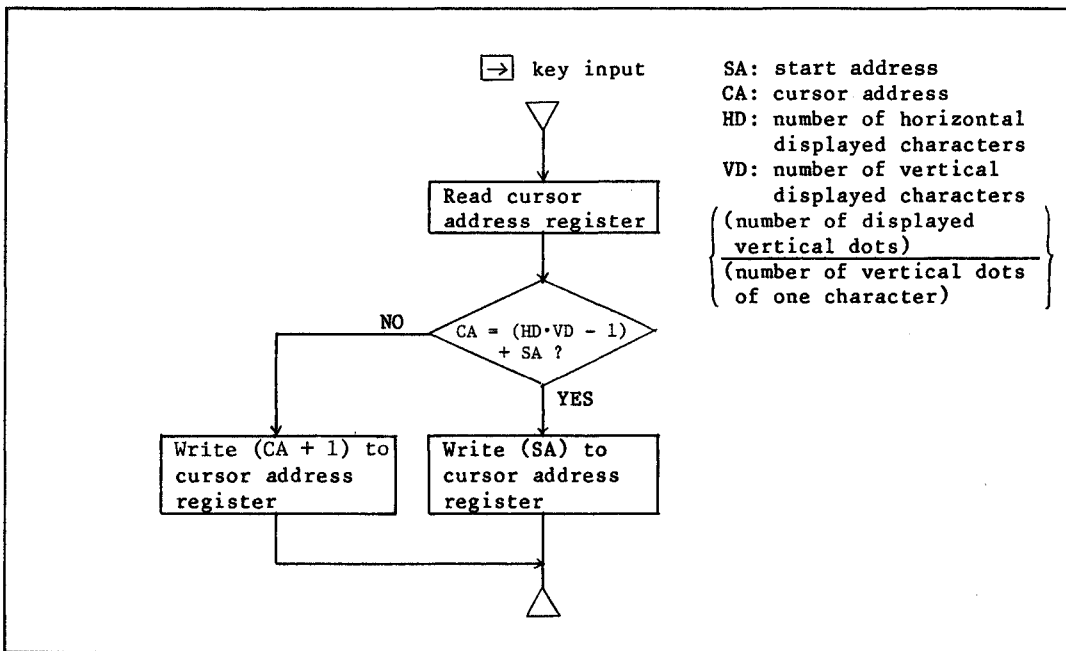 → key input
SA: start address
CA: cursor address
HD: number of horizontal
displayed characters
VD: number of vertical
displayed characters
(number of displayed
vertical dots)
(number of vertical dots
of one character)
Read cursor
address register
CA = (HD·VD - 1)
+ SA ?
NO
YES
Write (CA + 1) to
cursor address
register
Write (SA) to
cursor address
register